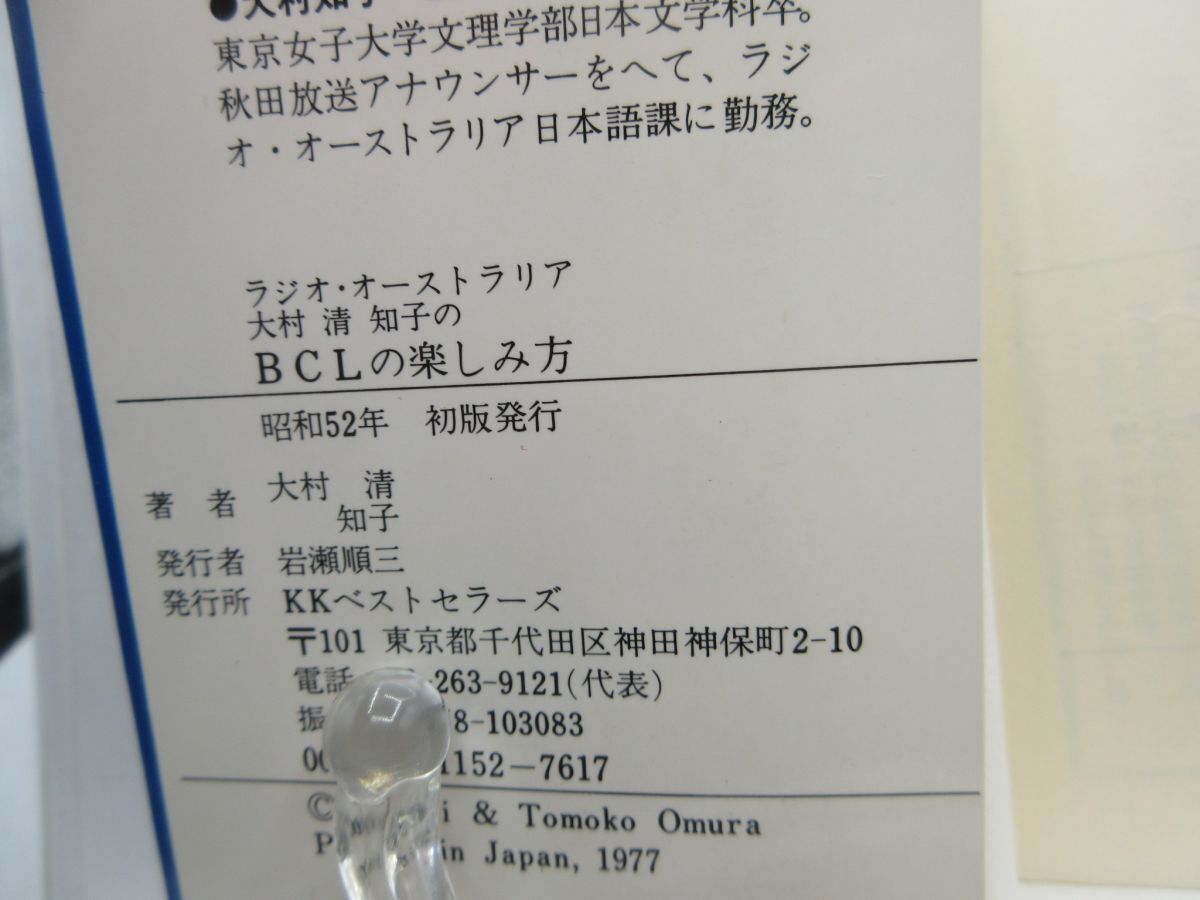 ●大村知子
東京女子大学文理学部日本文学科卒。
秋田放送アナウンサーをへて、ラジ
オ・オーストラリア日本語課に勤務。
ラジオ・オーストラリア
大村 清 知子の
BCLの楽しみ方
昭和52年 初版発行
著 者 大村 清
知子
発行者 岩瀬順三
発行所 KKベストセラーズ
〒101 東京都千代田区神田神保町2-10
電話 -263-9121(代表)
振 8-103083
00 1152-7617
© i & Tomoko Omura
P in Japan, 1977